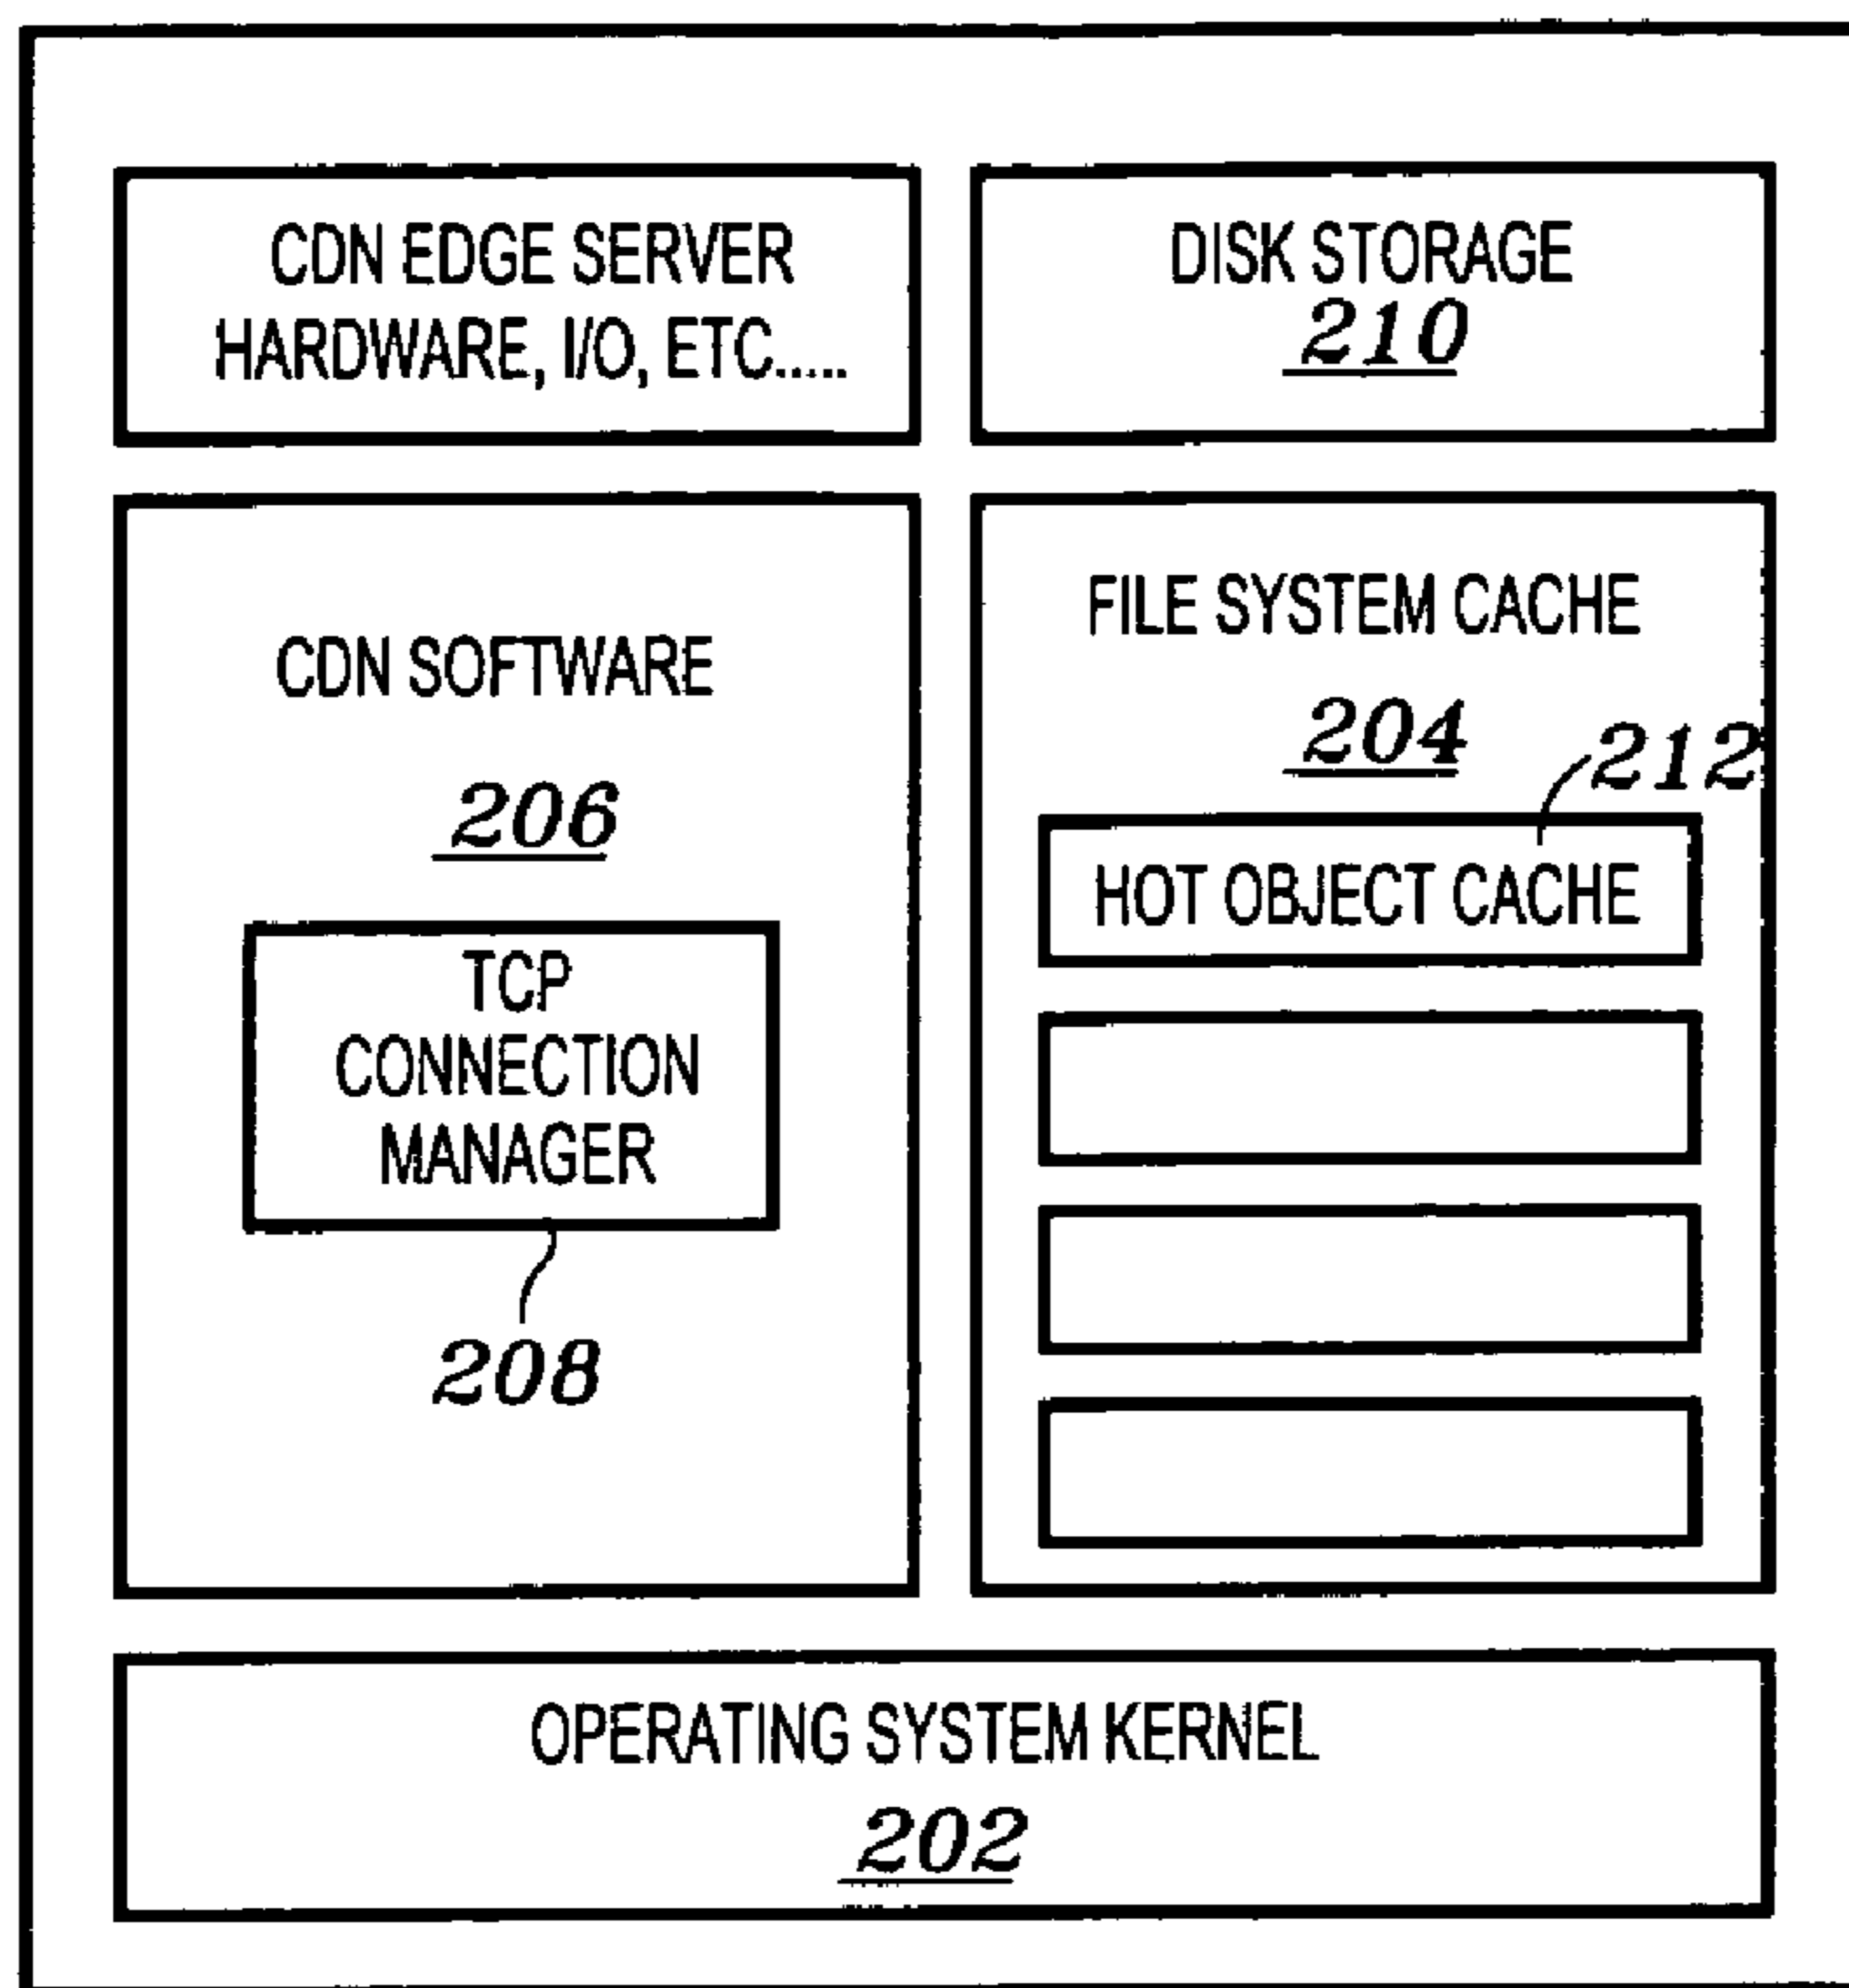 CDN EDGE SERVER
HARDWARE, I/O, ETC.....
DISK STORAGE
210
CDN SOFTWARE
206
TCP
CONNECTION
MANAGER
208
FILE SYSTEM CACHE
204
212
HOT OBJECT CACHE
OPERATING SYSTEM KERNEL
202